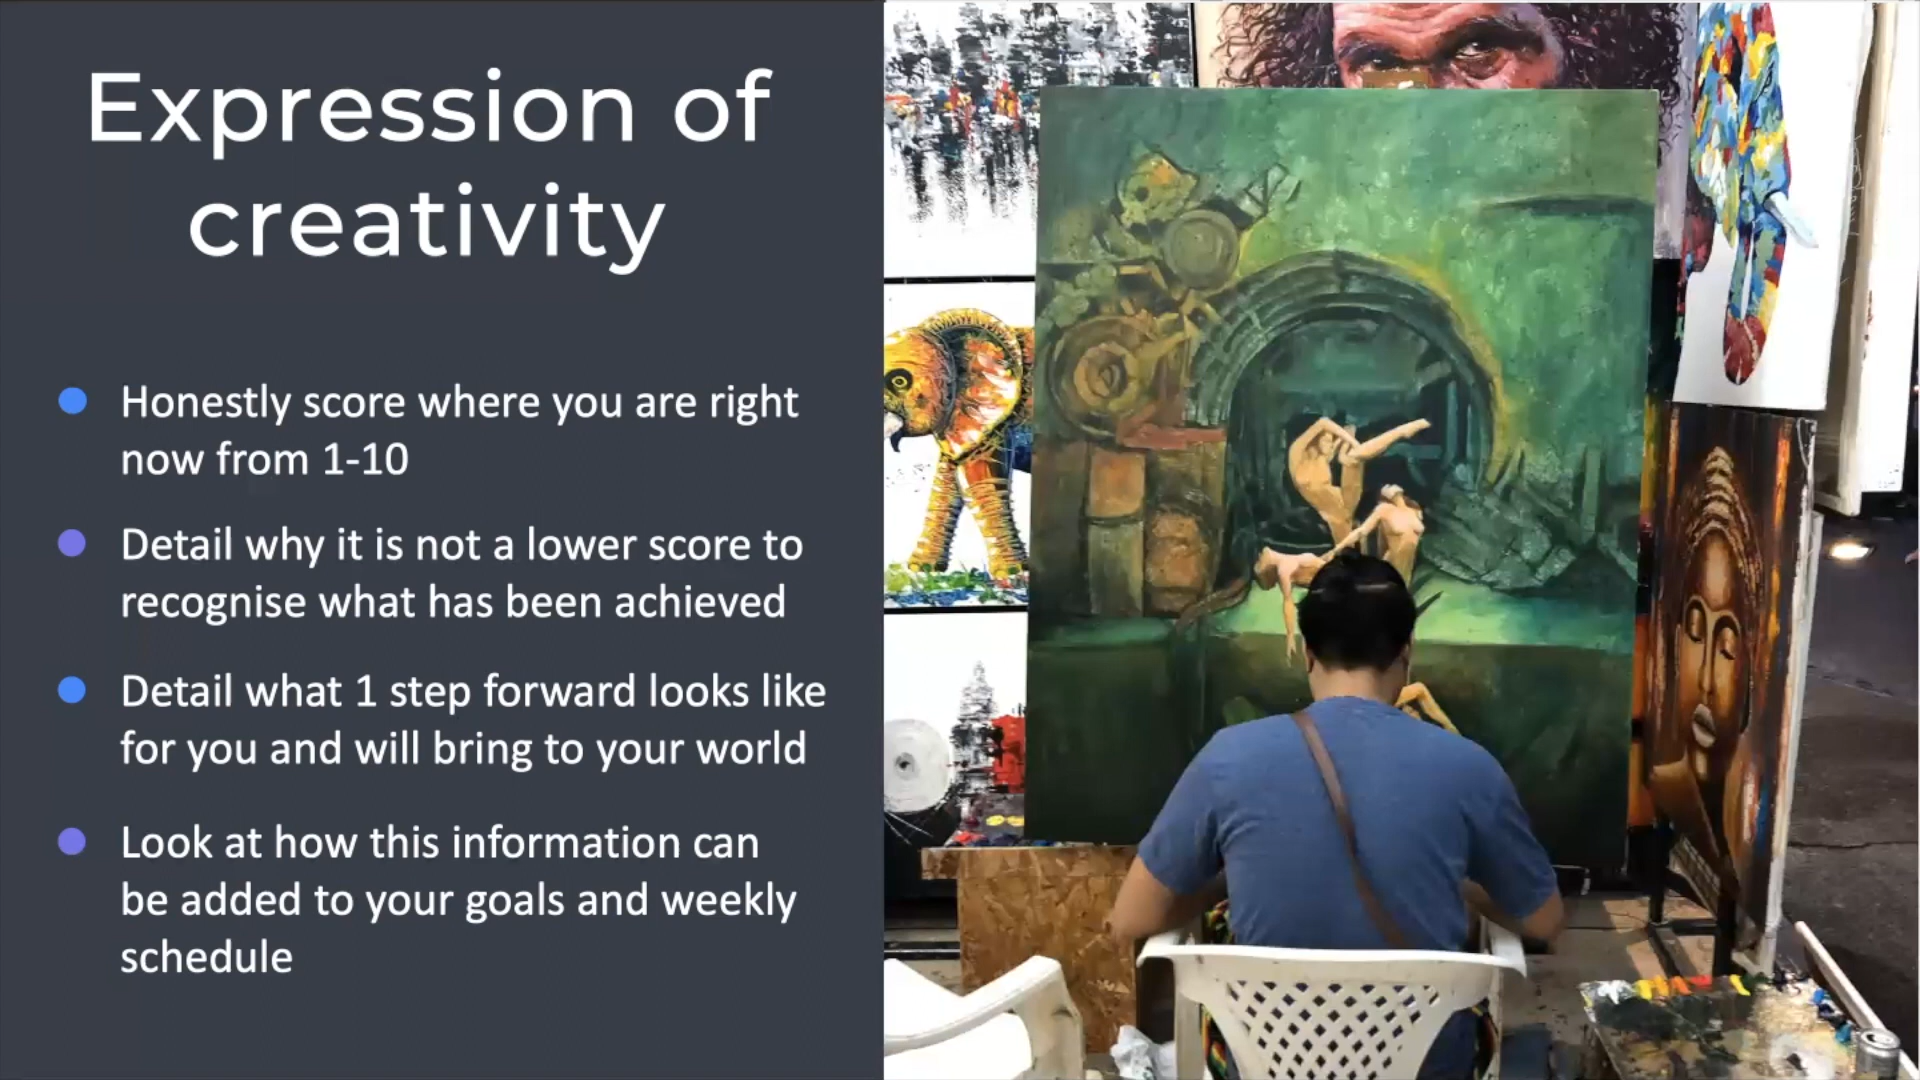 Expression of
creativity
Honestly score where you are right
now from 1-10
Detail why it is not a lower score to
recognise what has been achieved
Detail what 1 step forward looks like
for you and will bring to your world
Look at how this information can
be added to your goals and weekly
schedule